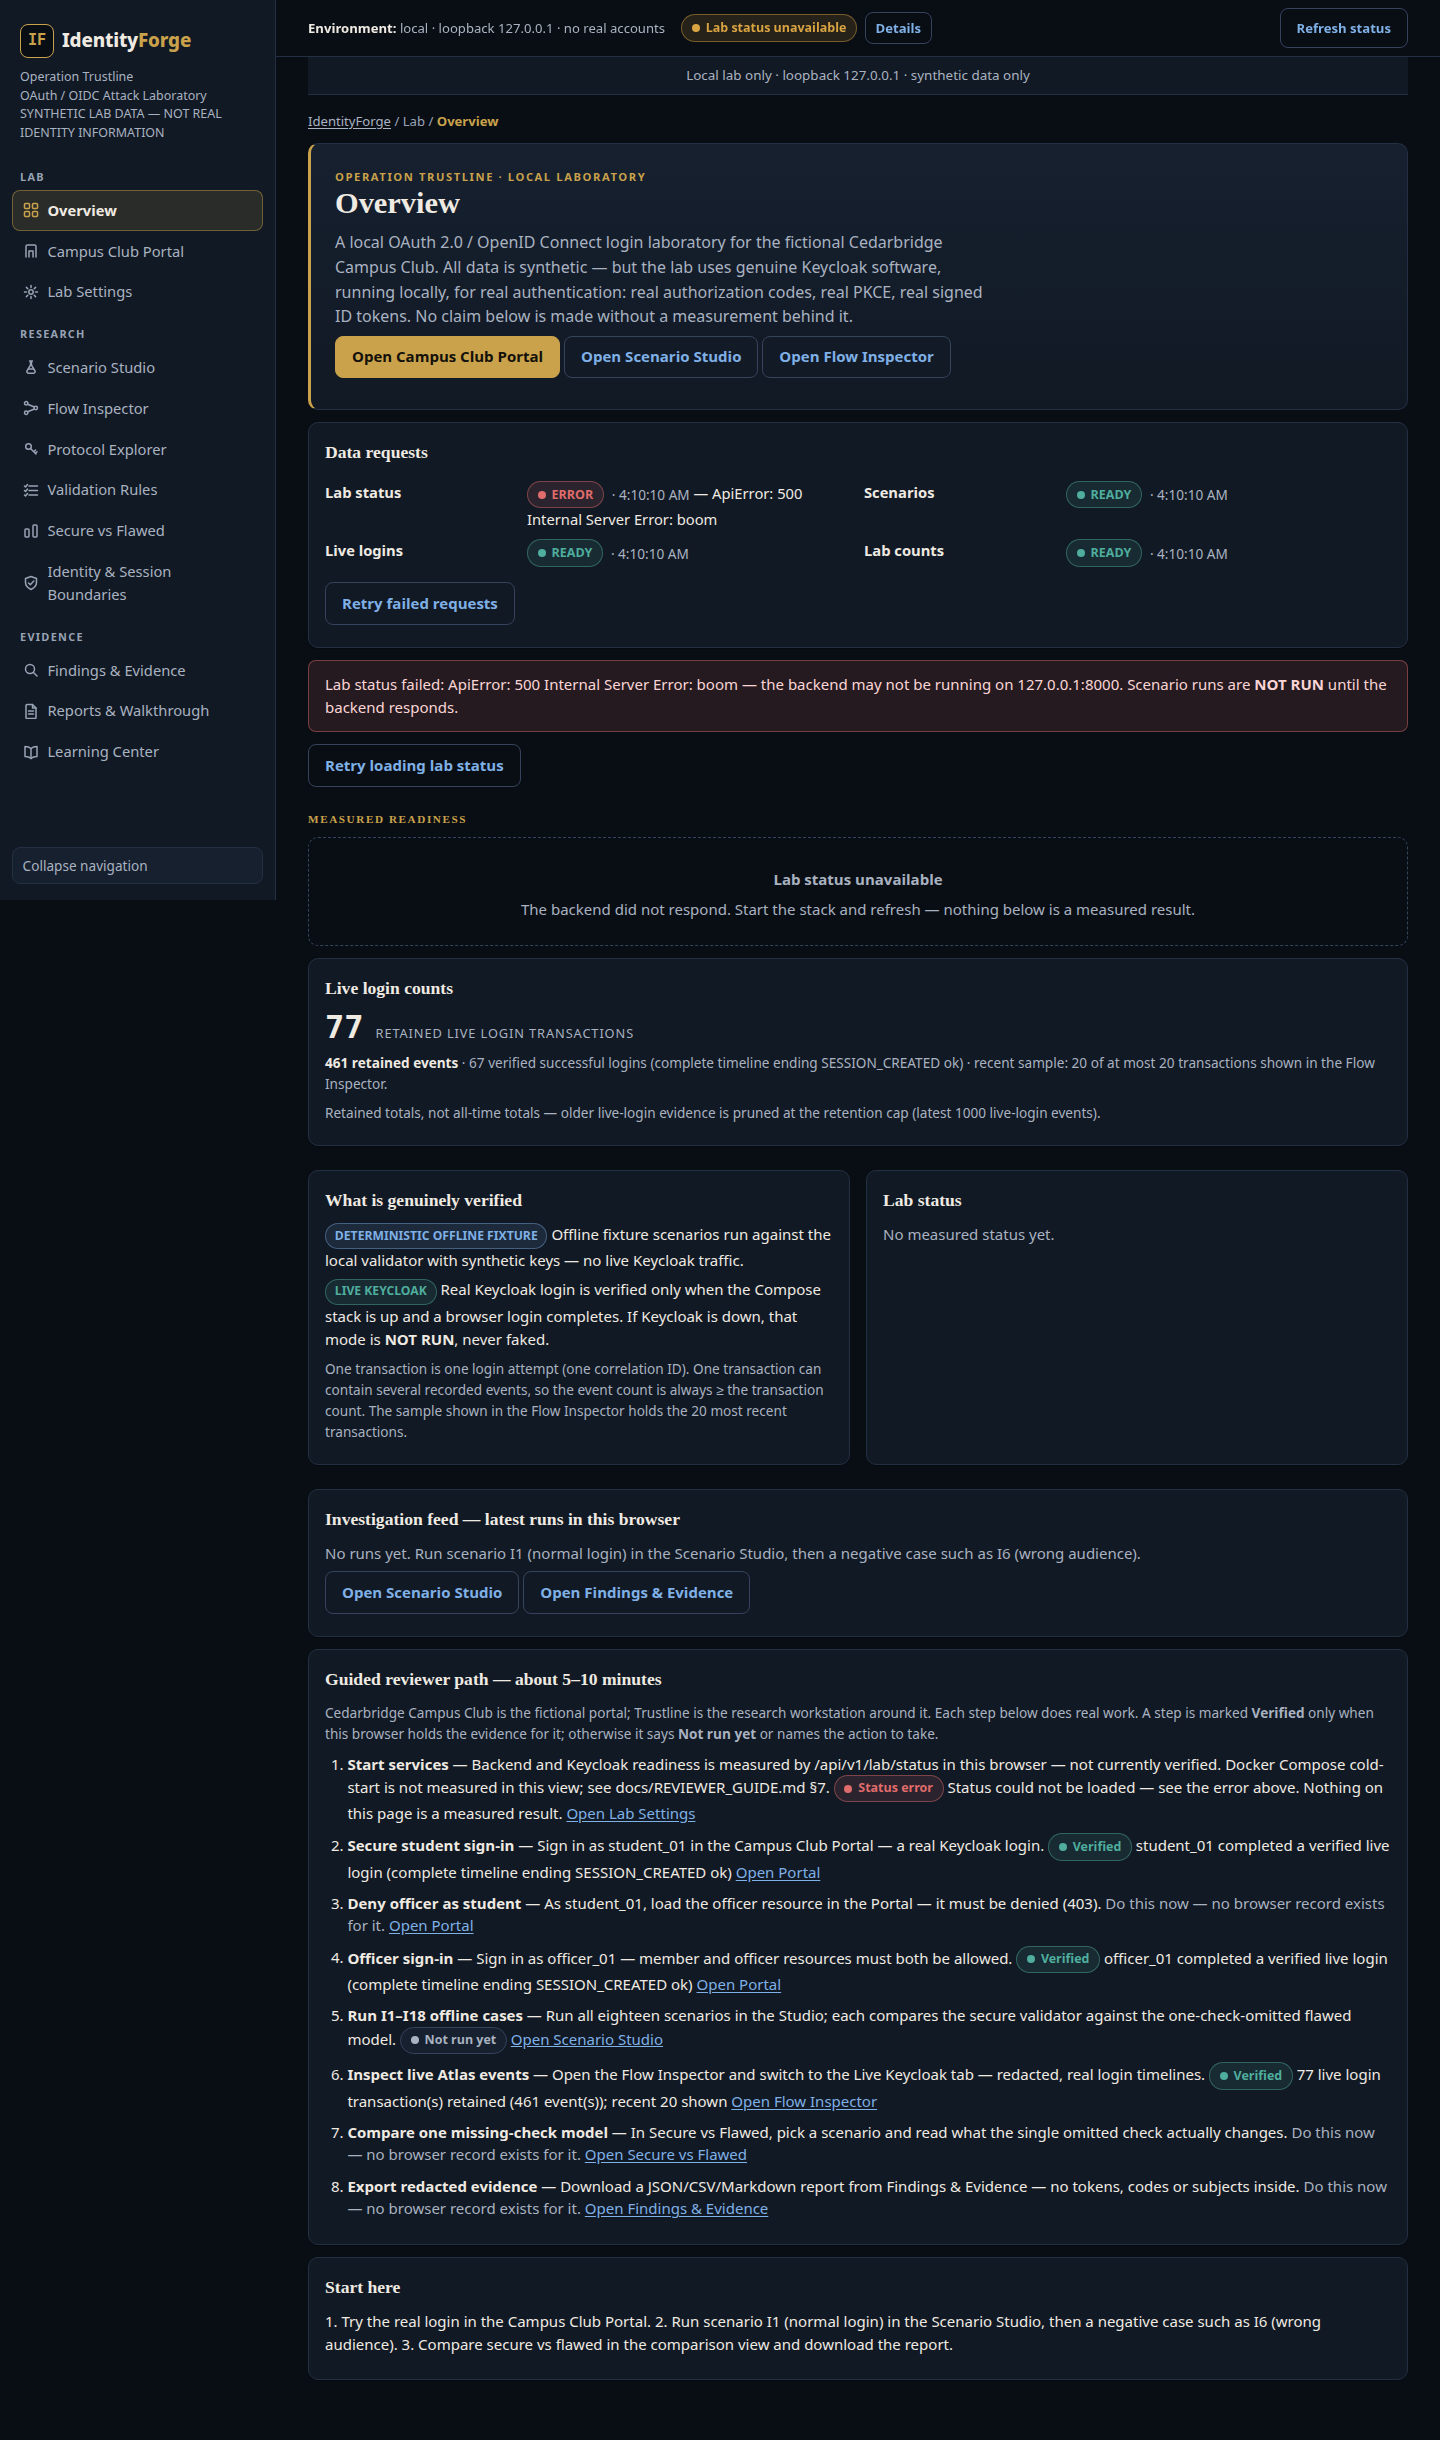 IF IdentityForge
Operation Trustline
OAuth / OIDC Attack Laboratory
SYNTHETIC LAB DATA — NOT REAL
IDENTITY INFORMATION
LAB
Overview
Campus Club Portal
Lab Settings
RESEARCH
Scenario Studio
Flow Inspector
Protocol Explorer
Validation Rules
Secure vs Flawed
Identity & Session
Boundaries
EVIDENCE
Findings & Evidence
Reports & Walkthrough
Learning Center
Collapse navigation
Environment: local · loopback 127.0.0.1 · no real accounts Lab status unavailable Details Refresh status
Local lab only · loopback 127.0.0.1 · synthetic data only
IdentityForge / Lab / Overview
OPERATION TRUSTLINE · LOCAL LABORATORY
Overview
A local OAuth 2.0 / OpenID Connect login laboratory for the fictional Cedarbridge
Campus Club. All data is synthetic — but the lab uses genuine Keycloak software,
running locally, for real authentication: real authorization codes, real PKCE, real signed
ID tokens. No claim below is made without a measurement behind it.
Open Campus Club Portal Open Scenario Studio Open Flow Inspector
Data requests
Lab status ERROR · 4:10:10 AM — ApiError: 500
Internal Server Error: boom
Scenarios READY · 4:10:10 AM
Live logins READY · 4:10:10 AM Lab counts READY · 4:10:10 AM
Retry failed requests
Lab status failed: ApiError: 500 Internal Server Error: boom — the backend may not be running on 127.0.0.1:8000. Scenario runs are NOT RUN until the
backend responds.
Retry loading lab status
MEASURED READINESS
Lab status unavailable
The backend did not respond. Start the stack and refresh — nothing below is a measured result.
Live login counts
77 RETAINED LIVE LOGIN TRANSACTIONS
461 retained events · 67 verified successful logins (complete timeline ending SESSION_CREATED ok) · recent sample: 20 of at most 20 transactions shown in the Flow
Inspector.
Retained totals, not all-time totals — older live-login evidence is pruned at the retention cap (latest 1000 live-login events).
What is genuinely verified
DETERMINISTIC OFFLINE FIXTURE Offline fixture scenarios run against the
local validator with synthetic keys — no live Keycloak traffic.
LIVE KEYCLOAK Real Keycloak login is verified only when the Compose
stack is up and a browser login completes. If Keycloak is down, that
mode is NOT RUN, never faked.
One transaction is one login attempt (one correlation ID). One transaction can
contain several recorded events, so the event count is always ≥ the transaction
count. The sample shown in the Flow Inspector holds the 20 most recent
transactions.
Lab status
No measured status yet.
Investigation feed — latest runs in this browser
No runs yet. Run scenario I1 (normal login) in the Scenario Studio, then a negative case such as I6 (wrong audience).
Open Scenario Studio Open Findings & Evidence
Guided reviewer path — about 5–10 minutes
Cedarbridge Campus Club is the fictional portal; Trustline is the research workstation around it. Each step below does real work. A step is marked Verified only when
this browser holds the evidence for it; otherwise it says Not run yet or names the action to take.
1. Start services — Backend and Keycloak readiness is measured by /api/v1/lab/status in this browser — not currently verified. Docker Compose cold-
start is not measured in this view; see docs/REVIEWER_GUIDE.md §7. Status error Status could not be loaded — see the error above. Nothing on
this page is a measured result. Open Lab Settings
2. Secure student sign-in — Sign in as student_01 in the Campus Club Portal — a real Keycloak login. Verified student_01 completed a verified live
login (complete timeline ending SESSION_CREATED ok) Open Portal
3. Deny officer as student — As student_01, load the officer resource in the Portal — it must be denied (403). Do this now — no browser record exists
for it. Open Portal
4. Officer sign-in — Sign in as officer_01 — member and officer resources must both be allowed. Verified officer_01 completed a verified live login
(complete timeline ending SESSION_CREATED ok) Open Portal
5. Run I1–I18 offline cases — Run all eighteen scenarios in the Studio; each compares the secure validator against the one-check-omitted flawed
model. Not run yet Open Scenario Studio
6. Inspect live Atlas events — Open the Flow Inspector and switch to the Live Keycloak tab — redacted, real login timelines. Verified 77 live login
transaction(s) retained (461 event(s)); recent 20 shown Open Flow Inspector
7. Compare one missing-check model — In Secure vs Flawed, pick a scenario and read what the single omitted check actually changes. Do this now
— no browser record exists for it. Open Secure vs Flawed
8. Export redacted evidence — Download a JSON/CSV/Markdown report from Findings & Evidence — no tokens, codes or subjects inside. Do this now
— no browser record exists for it. Open Findings & Evidence
Start here
1. Try the real login in the Campus Club Portal. 2. Run scenario I1 (normal login) in the Scenario Studio, then a negative case such as I6 (wrong
audience). 3. Compare secure vs flawed in the comparison view and download the report.